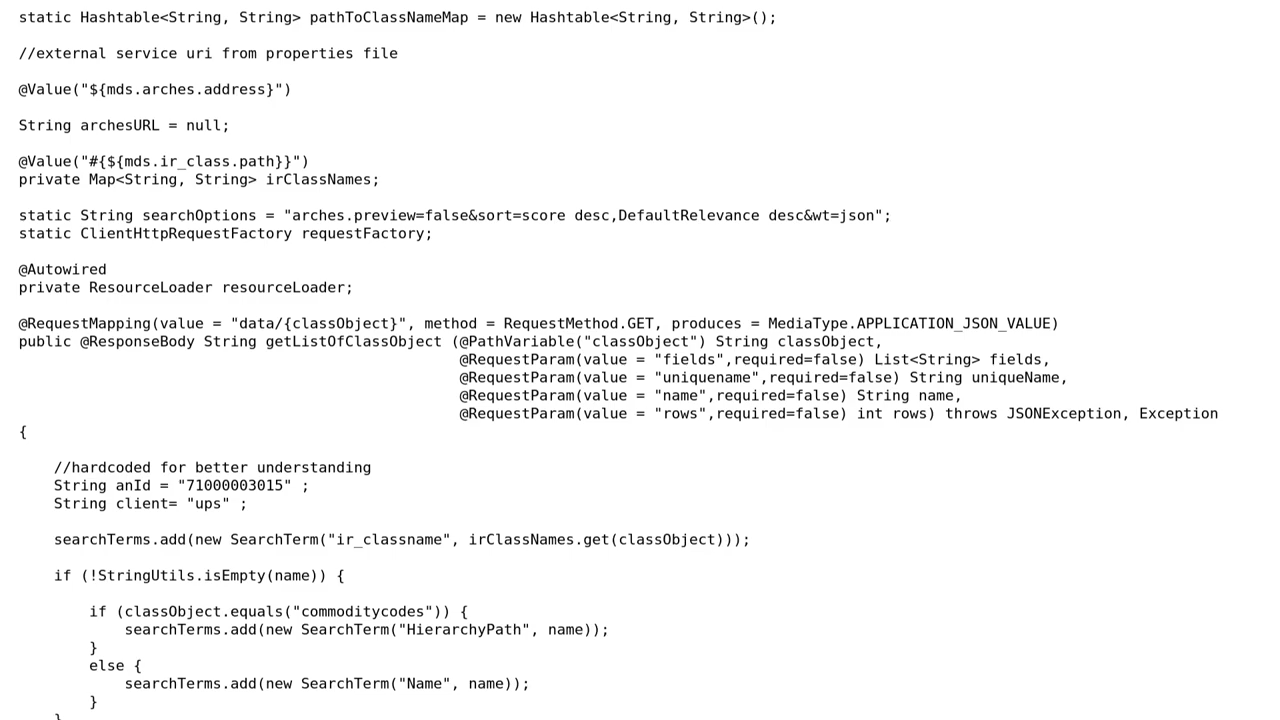 static Hashtable<String, String> pathToClassNameMap = new Hashtable<String, String>();
//external service uri from properties file
@Value("${mds.arches.address}")
String archesURL = null;
@Value("#{${mds.ir_class.path}}")
private Map<String, String> irClassNames;
static String searchOptions = "arches.preview=false&sort=score desc,DefaultRelevance desc&wt=json";
static ClientHttpRequestFactory requestFactory;
@Autowired
private ResourceLoader resourceLoader;
@RequestMapping(value = "data/{classObject}", method = RequestMethod.GET, produces = MediaType.APPLICATION_JSON_VALUE)
public @ResponseBody String getListOfClassObject (@PathVariable("classObject") String classObject,
@RequestParam(value = "fields",required=false) List<String> fields,
@RequestParam(value = "uniquename",required=false) String uniqueName,
@RequestParam(value = "name",required=false) String name,
@RequestParam(value = "rows",required=false) int rows) throws JSONException, Exception
{
//hardcoded for better understanding
String anId = "71000003015" ;
String client= "ups" ;
searchTerms.add(new SearchTerm("ir_classname", irClassNames.get(classObject)));
if (!StringUtils.isEmpty(name)) {
if (classObject.equals("commoditycodes")) {
searchTerms.add(new SearchTerm("HierarchyPath", name));
}
else {
searchTerms.add(new SearchTerm("Name", name));
}
}